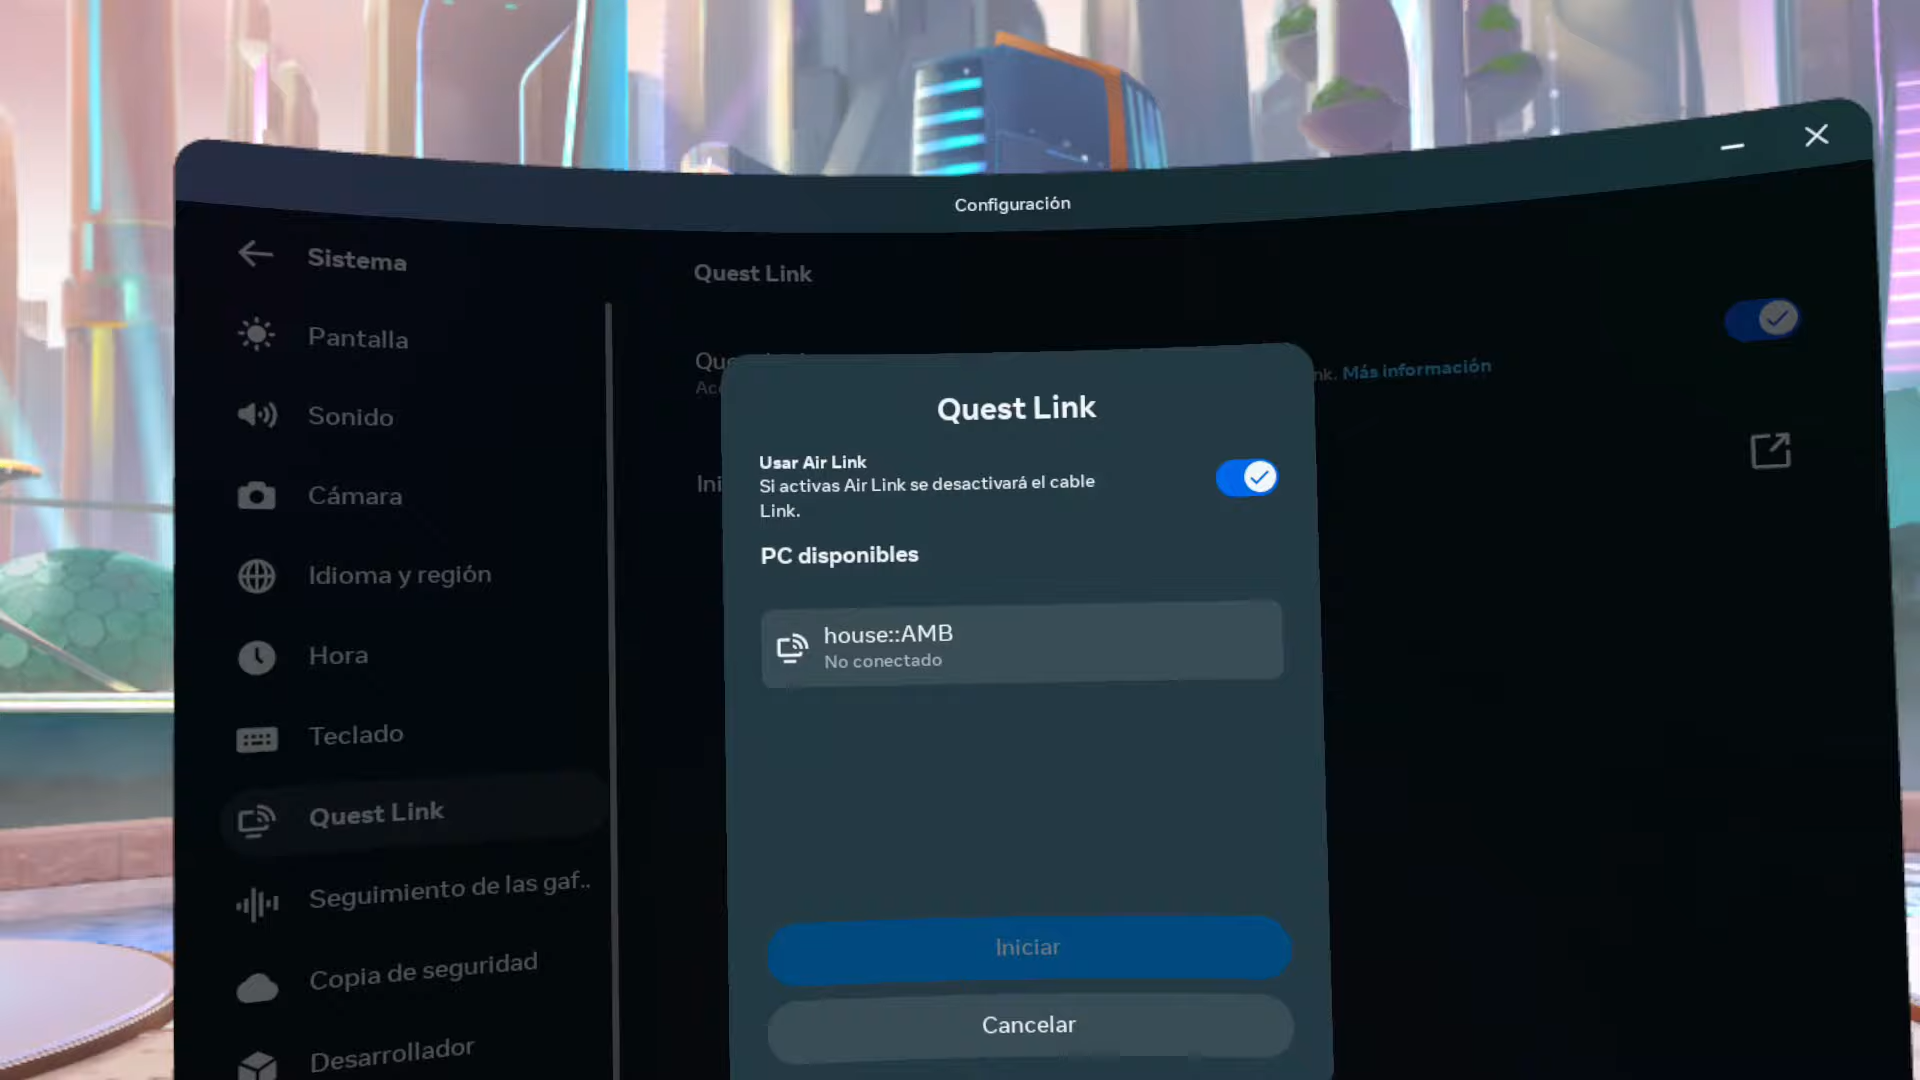 Configuración
Sistema
Pantalla
Sonido
Cámara
Idioma y región
Hora
Teclado
Quest Link
Seguimiento de las gaf..
Copia de seguridad
Desarrollador
Quest Link
nk. Más información
Quest Link
Usar Air Link
Si activas Air Link se desactivará el cable
Link.
PC disponibles
house::AMB
No conectado
Iniciar
Cancelar